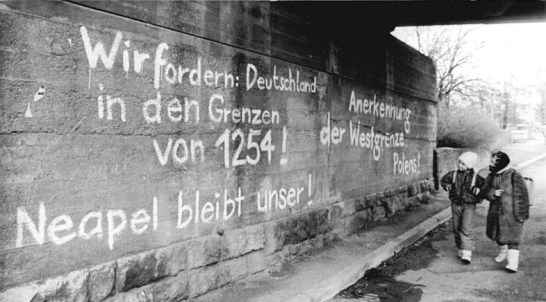 Wir fordern: Deutschland
in den Grenzen
von 1254!
Neapel bleibt unser!
Anerkennung
der Westgrenze
Polens!